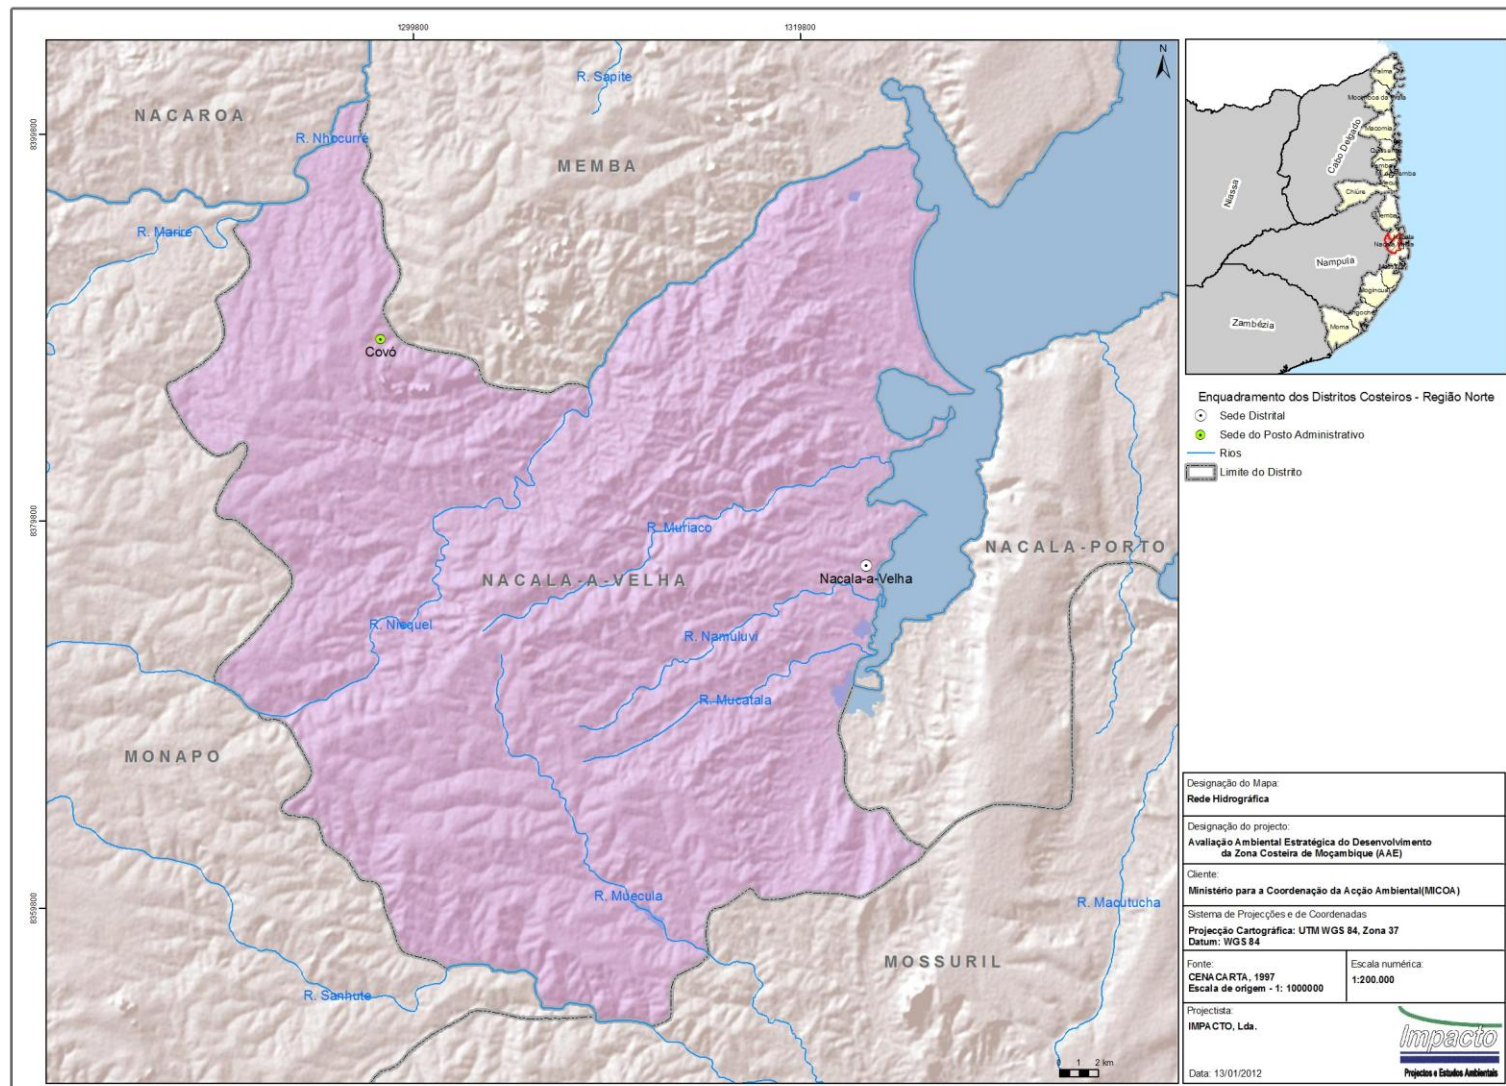 1299800
1319800
8399800
8379800
8359800
N
NACAROA
R. Sapite
R. Nhocurre
MEMBA
R. Marire
Covó
R. Muriaco
NACALA-PORTO
NACALA-A-VELHA
Nacala-a-Velha
R. Niequel
R. Namuluvi
R. Mucatala
MONAPO
R. Muecula
R. Macutucha
MOSSURIL
R. Sanhute
0 1 2 km
Palma
Macomia
Cabo Delgado
Niassa
Chiúre
Nampula
Mogincual
Zambézia
Moma
Enquadramento dos Distritos Costeiros - Região Norte
Sede Distrital
Sede do Posto Administrativo
Rios
Limite do Distrito
Designação do Mapa:
Rede Hidrográfica
Designação do projecto:
Avaliação Ambiental Estratégica do Desenvolvimento
da Zona Costeira de Moçambique (AAE)
Cliente:
Ministério para a Coordenação da Acção Ambiental(MICOA)
Sistema de Projecções e de Coordenadas
Projecção Cartográfica: UTM WGS 84, Zona 37
Datum: WGS 84
Fonte:
CENACARTA, 1997
Escala de origem - 1: 1000000
Escala numérica:
1:200.000
Projectista:
IMPACTO, Lda.
Impacto
Projectos e Estudos Ambientais
Data: 13/01/2012